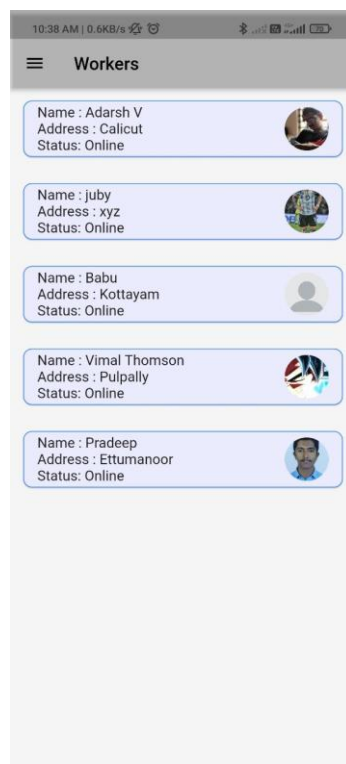 10:38 AM | 0.6KB/s
Workers
Name : Adarsh V
Address : Calicut
Status: Online
Name : juby
Address : xyz
Status: Online
Name : Babu
Address : Kottayam
Status: Online
Name : Vimal Thomson
Address : Pulpally
Status: Online
Name : Pradeep
Address : Ettumanoor
Status: Online